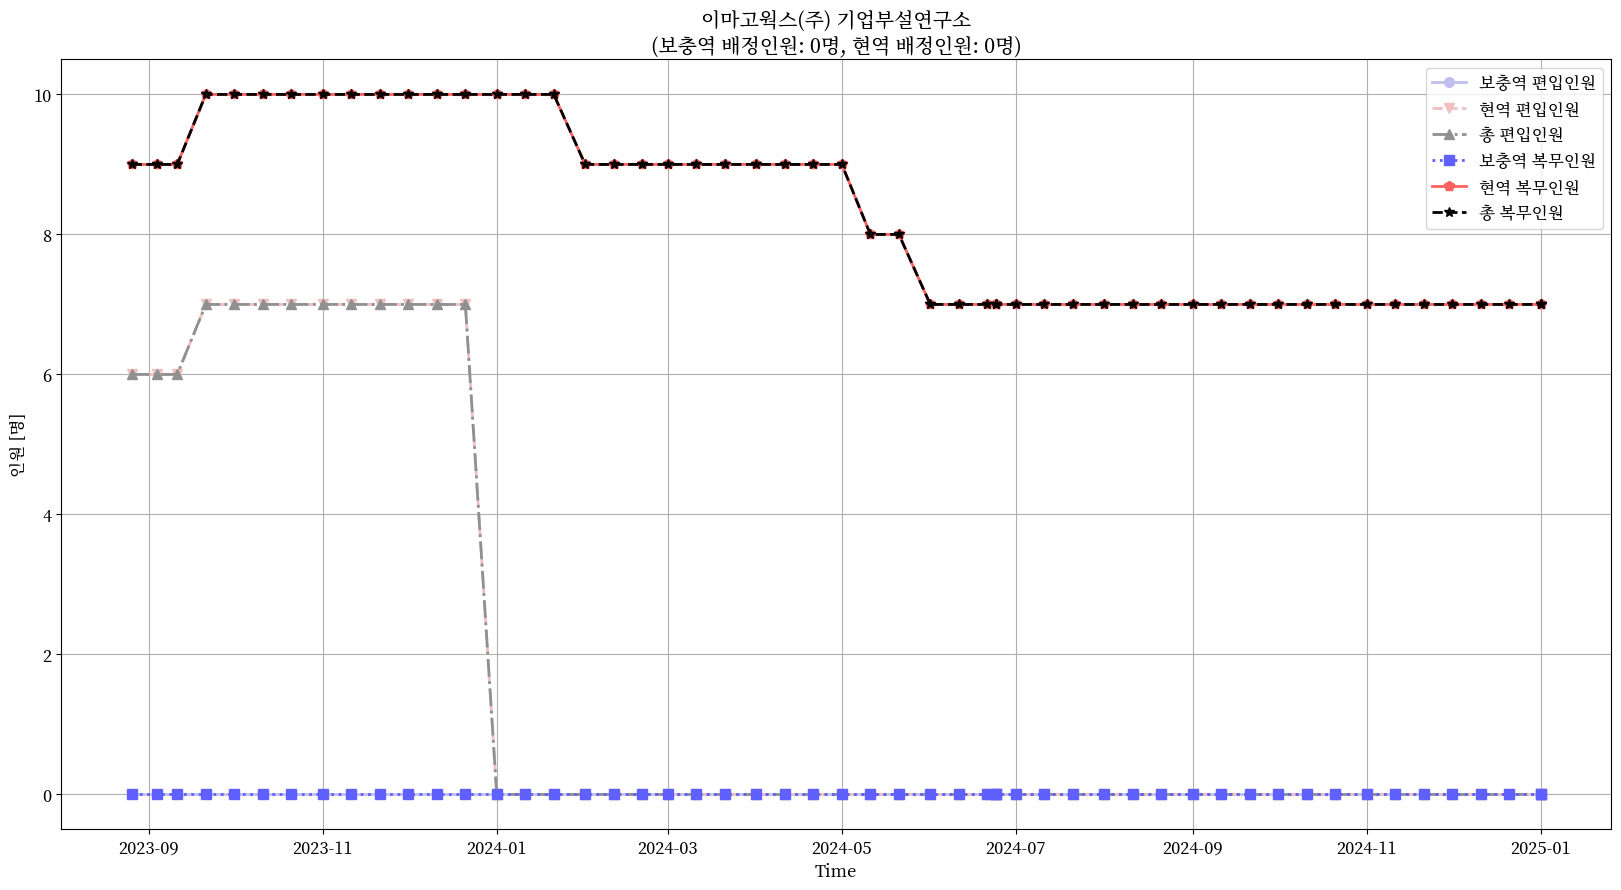 이마고웍스(주) 기업부설연구소
(보충역 배정인원: 0명, 현역 배정인원: 0명)
10
8
6
4
2
0
인원 [명]
보충역 편입인원
현역 편입인원
총 편입인원
보충역 복무인원
현역 복무인원
총 복무인원
2023-09
2023-11
2024-01
2024-03
2024-05
2024-07
2024-09
2024-11
2025-01
Time